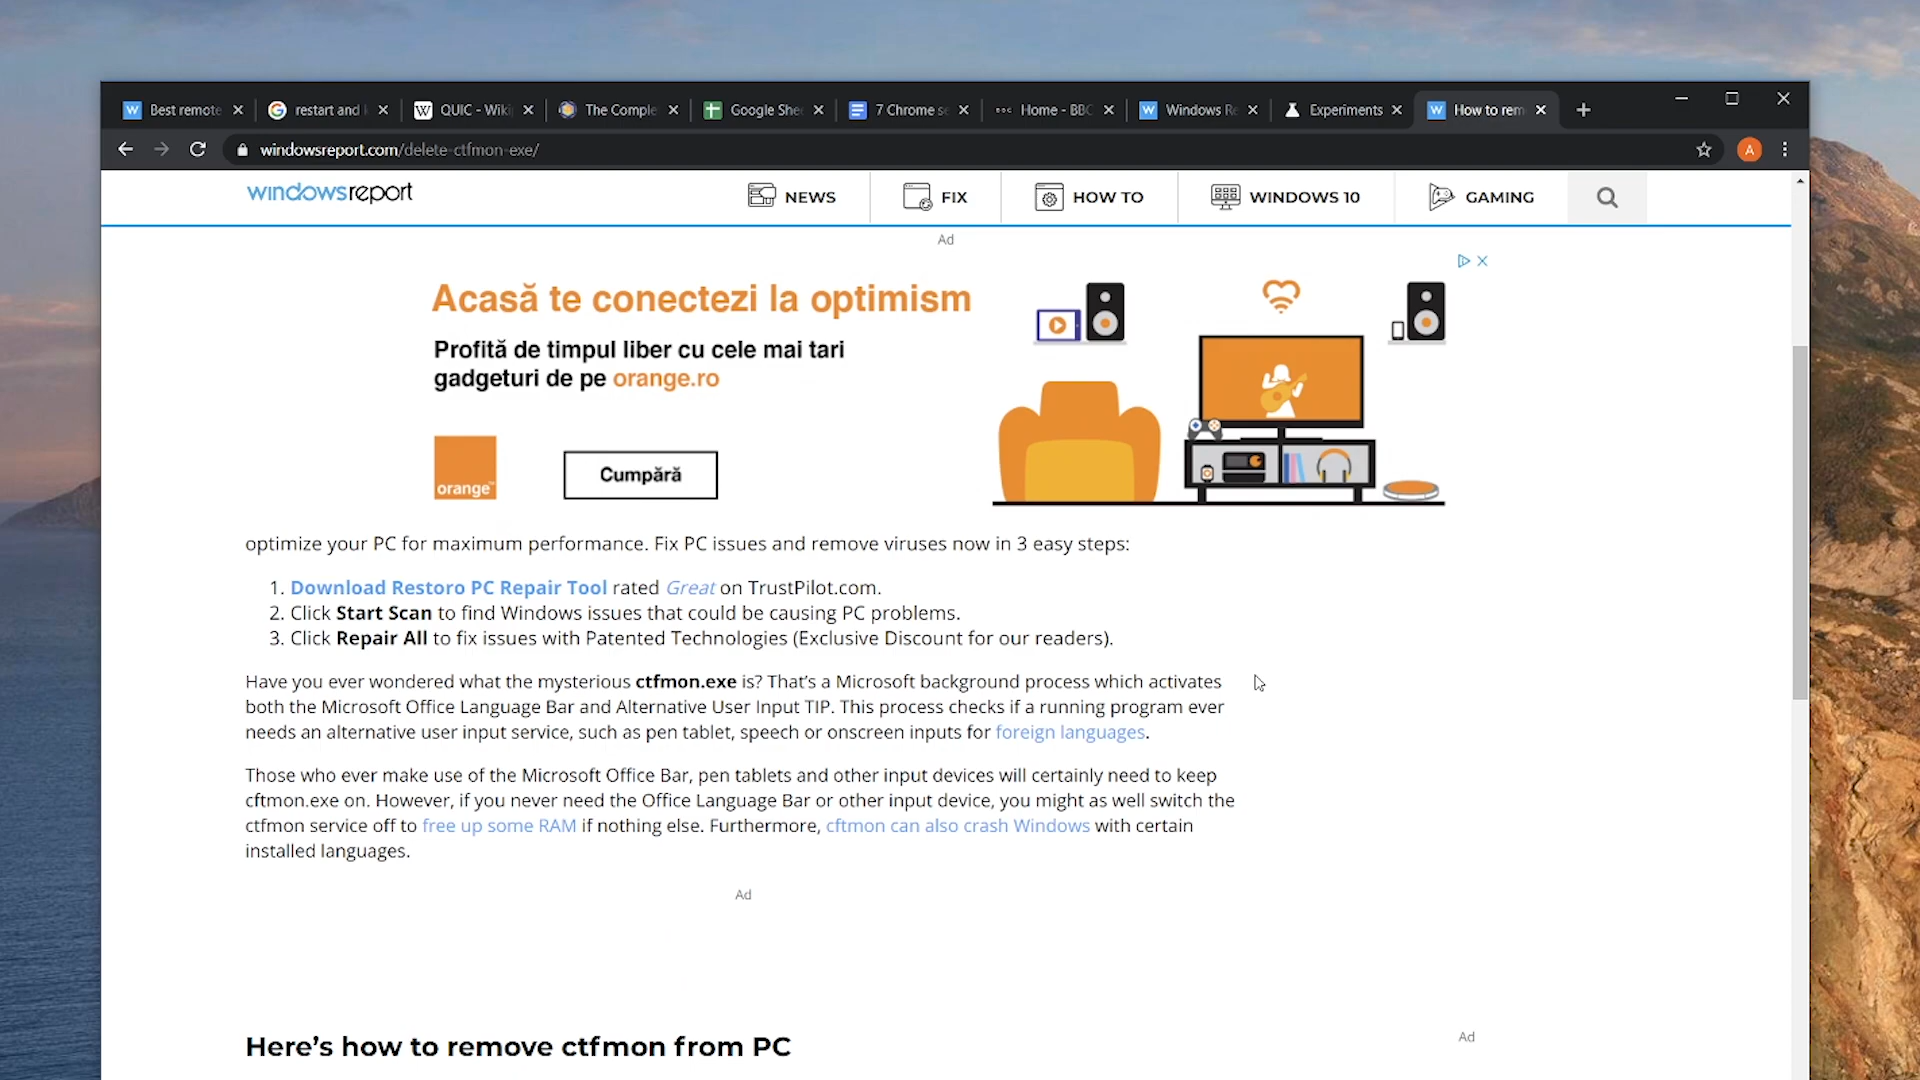 Best remote
restart and
QUIC - Wiki
The Comple
Google She
7 Chrome se
BBC Home - BBC
Windows Re
Experiments
How to rem
windowsreport.com/delete-ctfmon-exe/
A
windowsreport
NEWS
FIX
HOW TO
WINDOWS 10
GAMING
Ad
Acasă te conectezi la optimism
Profită de timpul liber cu cele mai tari
gadgeturi de pe orange.ro
orange™
Cumpără
optimize your PC for maximum performance. Fix PC issues and remove viruses now in 3 easy steps:
1. Download Restoro PC Repair Tool rated Great on TrustPilot.com.
2. Click Start Scan to find Windows issues that could be causing PC problems.
3. Click Repair All to fix issues with Patented Technologies (Exclusive Discount for our readers).
Have you ever wondered what the mysterious ctfmon.exe is? That’s a Microsoft background process which activates
both the Microsoft Office Language Bar and Alternative User Input TIP. This process checks if a running program ever
needs an alternative user input service, such as pen tablet, speech or onscreen inputs for foreign languages.
Those who ever make use of the Microsoft Office Bar, pen tablets and other input devices will certainly need to keep
cftmon.exe on. However, if you never need the Office Language Bar or other input device, you might as well switch the
ctfmon service off to free up some RAM if nothing else. Furthermore, cftmon can also crash Windows with certain
installed languages.
Ad
Here’s how to remove ctfmon from PC
Ad